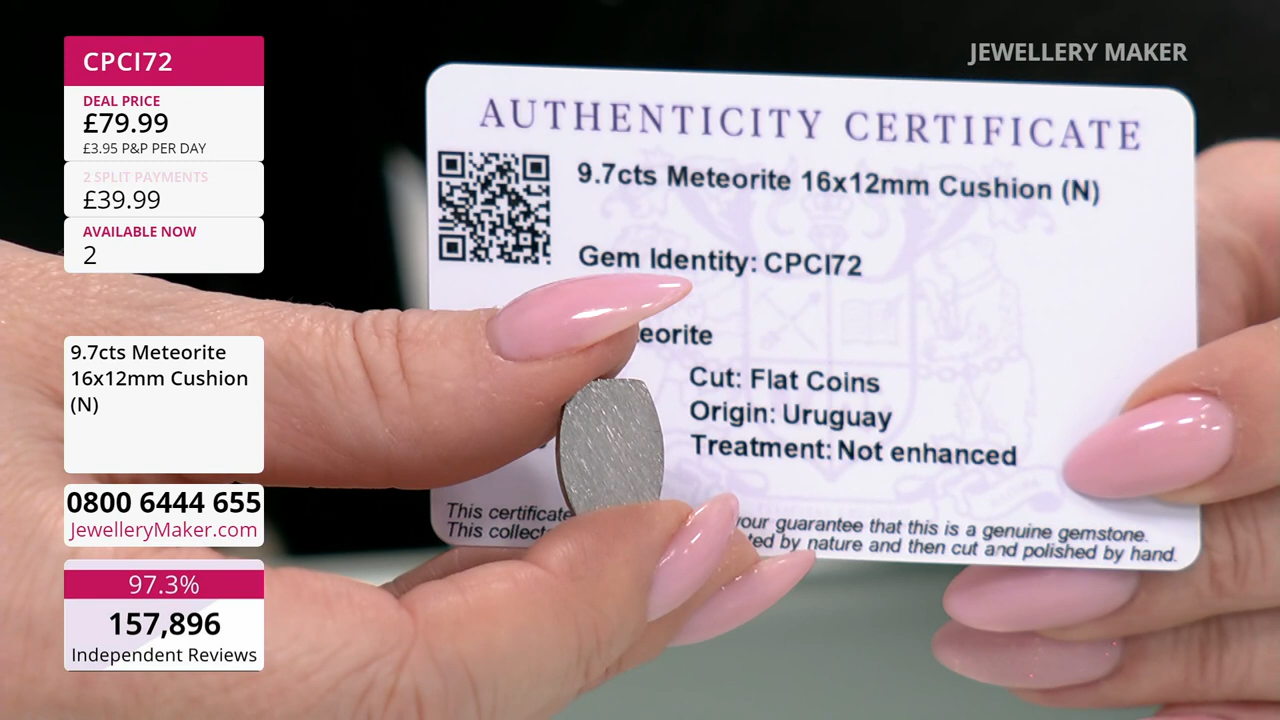 CPCI72
DEAL PRICE
£79.99
£3.95 P&P PER DAY
2 SPLIT PAYMENTS
£39.99
AVAILABLE NOW
2
9.7cts Meteorite
16x12mm Cushion
(N)
0800 6444 655
JewelleryMaker.com
97.3%
157,896
Independent Reviews
JEWELLERY MAKER
AUTHENTICITY CERTIFICATE
9.7cts Meteorite 16x12mm Cushion (N)
Gem Identity: CPCI72
eorite
Cut: Flat Coins
Origin: Uruguay
Treatment: Not enhanced
This certificate your guarantee that this is a genuine gemstone.
This collect ted by nature and then cut and polished by hand.